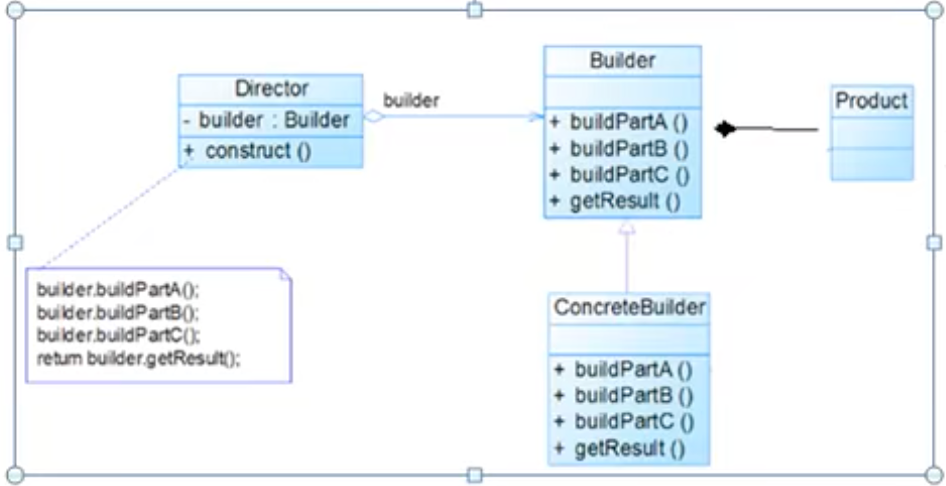 Director
- builder : Builder
+ construct ()
builder
Builder
+ buildPartA ()
+ buildPartB ()
+ buildPartC ()
+ getResult ()
Product
builder.buildPartA();
builder.buildPartB();
builder.buildPartC();
return builder.getResult();
ConcreteBuilder
+ buildPartA ()
+ buildPartB ()
+ buildPartC ()
+ getResult ()